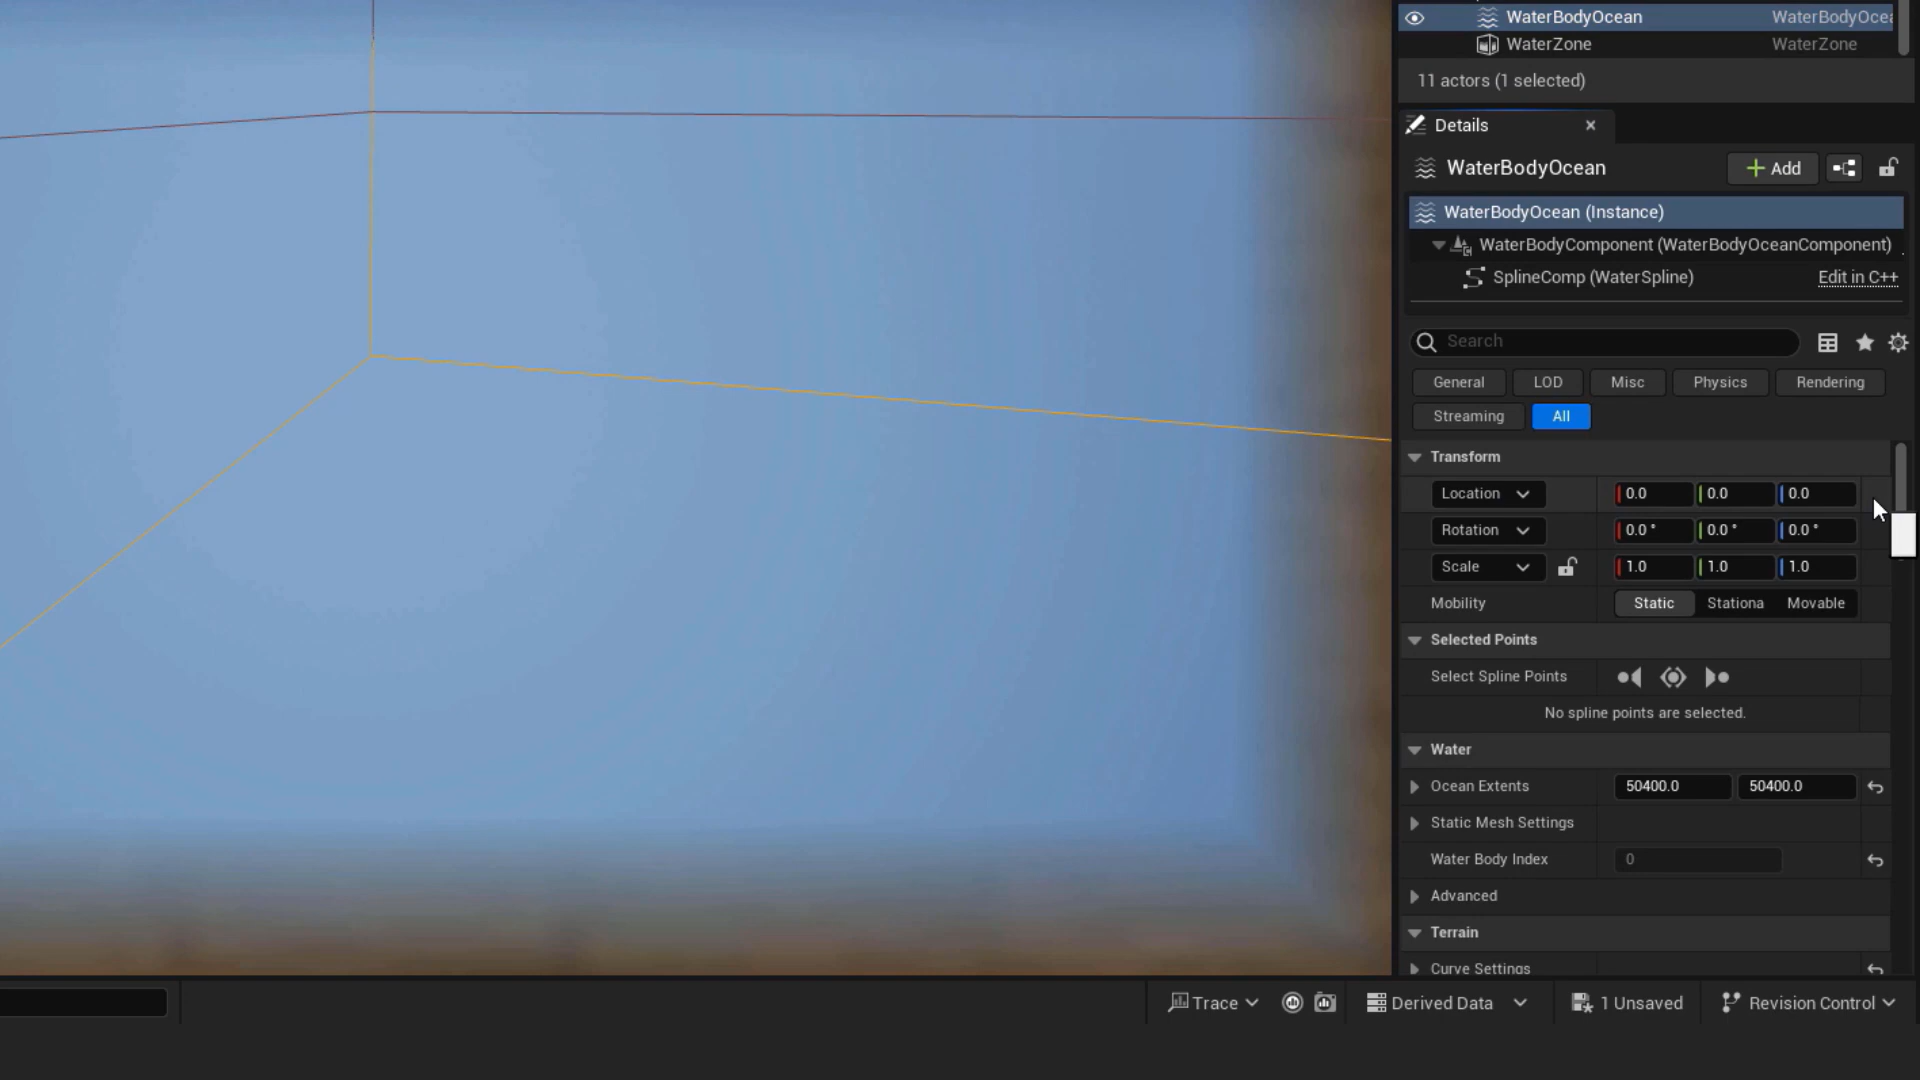 WaterBodyOcean WaterBodyOcea
WaterZone WaterZone
11 actors (1 selected)
Details
WaterBodyOcean Add
WaterBodyOcean (Instance)
WaterBodyComponent (WaterBodyOceanComponent)
SplineComp (WaterSpline) Edit in C++
Search
General LOD Misc Physics Rendering
Streaming All
Transform
Location 0.0 0.0 0.0
Rotation 0.0 ° 0.0 ° 0.0 °
Scale 1.0 1.0 1.0
Mobility Static Stationa Movable
Selected Points
Select Spline Points
No spline points are selected.
Water
Ocean Extents 50400.0 50400.0
Static Mesh Settings
Water Body Index 0
Advanced
Terrain
Curve Settings
Trace Derived Data 1 Unsaved Revision Control